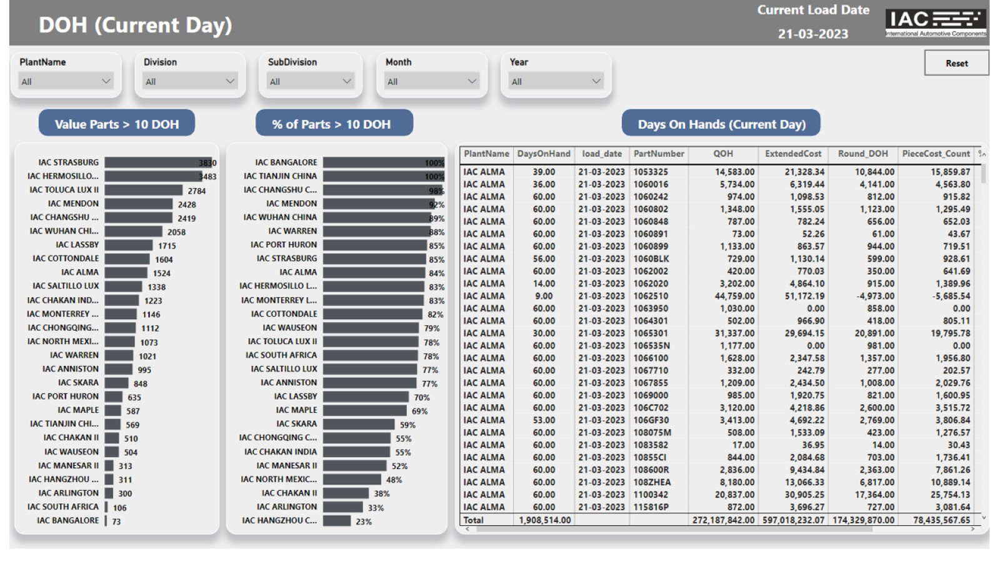 DOH (Current Day)
Current Load Date
21-03-2023
IAC
International Automotive Components
PlantName
All
Division
All
SubDivision
All
Month
All
Year
All
Reset
Value Parts > 10 DOH
IAC STRASBURG 3830
IAC HERMOSILLO... 3483
IAC TOLUCA LUX II 2784
IAC MENDON 2428
IAC CHANGSHU ... 2419
IAC WUHAN CHI... 2058
IAC LASSBY 1715
IAC COTTONDALE 1604
IAC ALMA 1524
IAC SALTILLO LUX 1338
IAC CHAKAN IND... 1223
IAC MONTERREY ... 1146
IAC CHONGQING... 1112
IAC NORTH MEXI... 1073
IAC WARREN 1021
IAC ANNISTON 995
IAC SKARA 848
IAC PORT HURON 635
IAC MAPLE 587
IAC TIANJIN CHI... 569
IAC CHAKAN II 510
IAC WAUSEON 504
IAC MANESAR II 313
IAC HANGZHOU ... 311
IAC ARLINGTON 300
IAC SOUTH AFRICA 106
IAC BANGALORE 73
% of Parts > 10 DOH
IAC BANGALORE 100%
IAC TIANJIN CHINA 100%
IAC CHANGSHU C... 98%
IAC MENDON 92%
IAC WUHAN CHINA 89%
IAC WARREN 88%
IAC PORT HURON 85%
IAC STRASBURG 85%
IAC ALMA 84%
IAC HERMOSILLO L... 83%
IAC MONTERREY L... 83%
IAC COTTONDALE 82%
IAC WAUSEON 79%
IAC TOLUCA LUX II 78%
IAC SOUTH AFRICA 78%
IAC SALTILLO LUX 77%
IAC ANNISTON 77%
IAC LASSBY 70%
IAC MAPLE 69%
IAC SKARA 59%
IAC CHONGQING C... 55%
IAC CHAKAN INDIA 55%
IAC MANESAR II 52%
IAC NORTH MEXIC... 48%
IAC CHAKAN II 38%
IAC ARLINGTON 33%
IAC HANGZHOU C... 23%
Days On Hands (Current Day)
PlantName DaysOnHand load_date PartNumber QOH ExtendedCost Round_DOH PieceCost_Count %
IAC ALMA 39.00 21-03-2023 1053325 14,583.00 21,328.34 10,844.00 15,859.87
IAC ALMA 36.00 21-03-2023 1060016 5,734.00 6,319.44 4,141.00 4,563.80
IAC ALMA 60.00 21-03-2023 1060242 974.00 1,098.53 812.00 915.82
IAC ALMA 60.00 21-03-2023 1060802 1,348.00 1,555.05 1,123.00 1,295.49
IAC ALMA 60.00 21-03-2023 1060848 787.00 782.24 656.00 652.03
IAC ALMA 60.00 21-03-2023 1060891 73.00 52.26 61.00 43.67
IAC ALMA 60.00 21-03-2023 1060899 1,133.00 863.57 944.00 719.51
IAC ALMA 56.00 21-03-2023 1060BLK 729.00 1,130.14 599.00 928.61
IAC ALMA 60.00 21-03-2023 1062002 420.00 770.03 350.00 641.69
IAC ALMA 14.00 21-03-2023 1062020 3,202.00 4,864.10 915.00 1,389.96
IAC ALMA 9.00 21-03-2023 1062510 44,759.00 51,172.19 -4,973.00 -5,685.54
IAC ALMA 60.00 21-03-2023 1063950 1,030.00 0.00 858.00 0.00
IAC ALMA 60.00 21-03-2023 1064301 502.00 966.90 418.00 805.11
IAC ALMA 30.00 21-03-2023 1065301 31,337.00 29,694.15 20,891.00 19,795.78
IAC ALMA 60.00 21-03-2023 106535N 1,177.00 0.00 981.00 0.00
IAC ALMA 60.00 21-03-2023 1066100 1,628.00 2,347.58 1,357.00 1,956.80
IAC ALMA 60.00 21-03-2023 1067710 332.00 242.79 277.00 202.57
IAC ALMA 60.00 21-03-2023 1067855 1,209.00 2,434.50 1,008.00 2,029.76
IAC ALMA 60.00 21-03-2023 1069000 985.00 1,920.75 821.00 1,600.95
IAC ALMA 60.00 21-03-2023 106C702 3,120.00 4,218.86 2,600.00 3,515.72
IAC ALMA 53.00 21-03-2023 106GF30 3,413.00 4,692.22 2,769.00 3,806.84
IAC ALMA 60.00 21-03-2023 108075M 508.00 1,533.09 423.00 1,276.57
IAC ALMA 60.00 21-03-2023 1083582 17.00 36.95 14.00 30.43
IAC ALMA 60.00 21-03-2023 10855CI 844.00 2,084.68 703.00 1,736.41
IAC ALMA 60.00 21-03-2023 108600R 2,836.00 9,434.84 2,363.00 7,861.26
IAC ALMA 60.00 21-03-2023 108ZHEA 8,180.00 13,066.33 6,817.00 10,889.14
IAC ALMA 60.00 21-03-2023 1100342 20,837.00 30,905.25 17,364.00 25,754.13
IAC ALMA 60.00 21-03-2023 115816P 872.00 3,696.27 727.00 3,081.64
Total 1,908,514.00 272,187,842.00 597,018,232.07 174,329,870.00 78,435,567.65